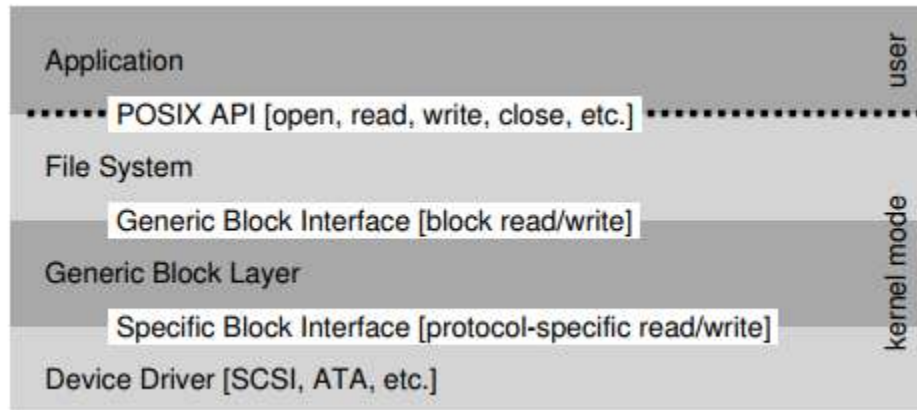 Application
user
POSIX API [open, read, write, close, etc.]
File System
Generic Block Interface [block read/write]
kernel mode
Generic Block Layer
Specific Block Interface [protocol-specific read/write]
Device Driver [SCSI, ATA, etc.]